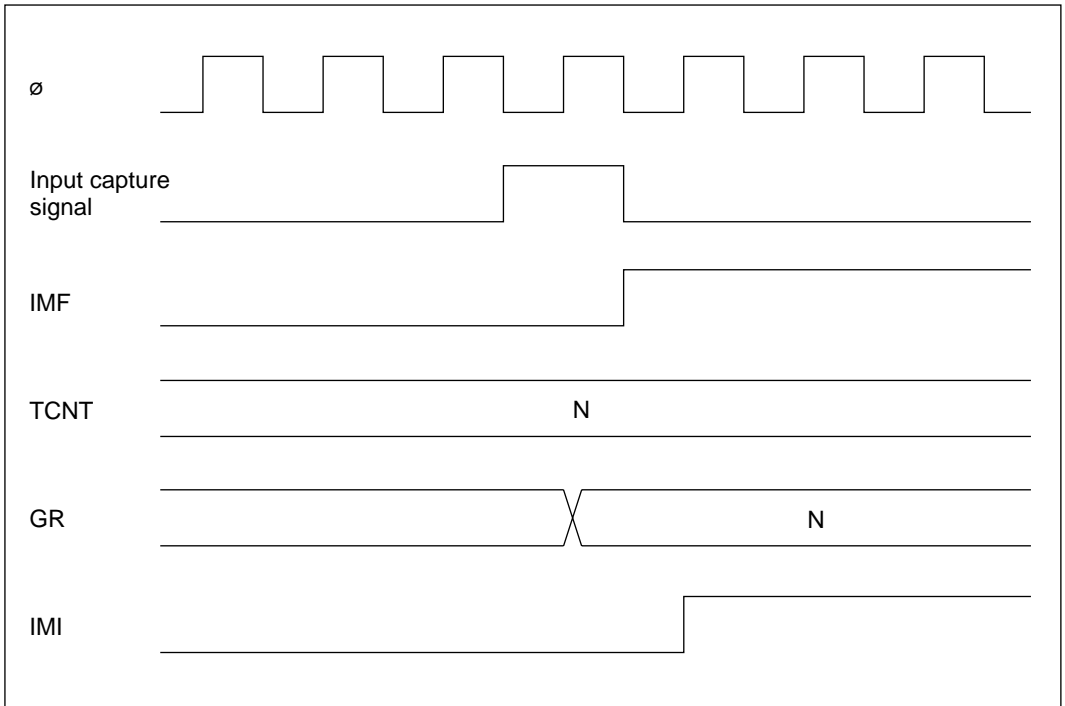 ø
Input capture
signal
IMF
TCNT
N
GR
N
IMI